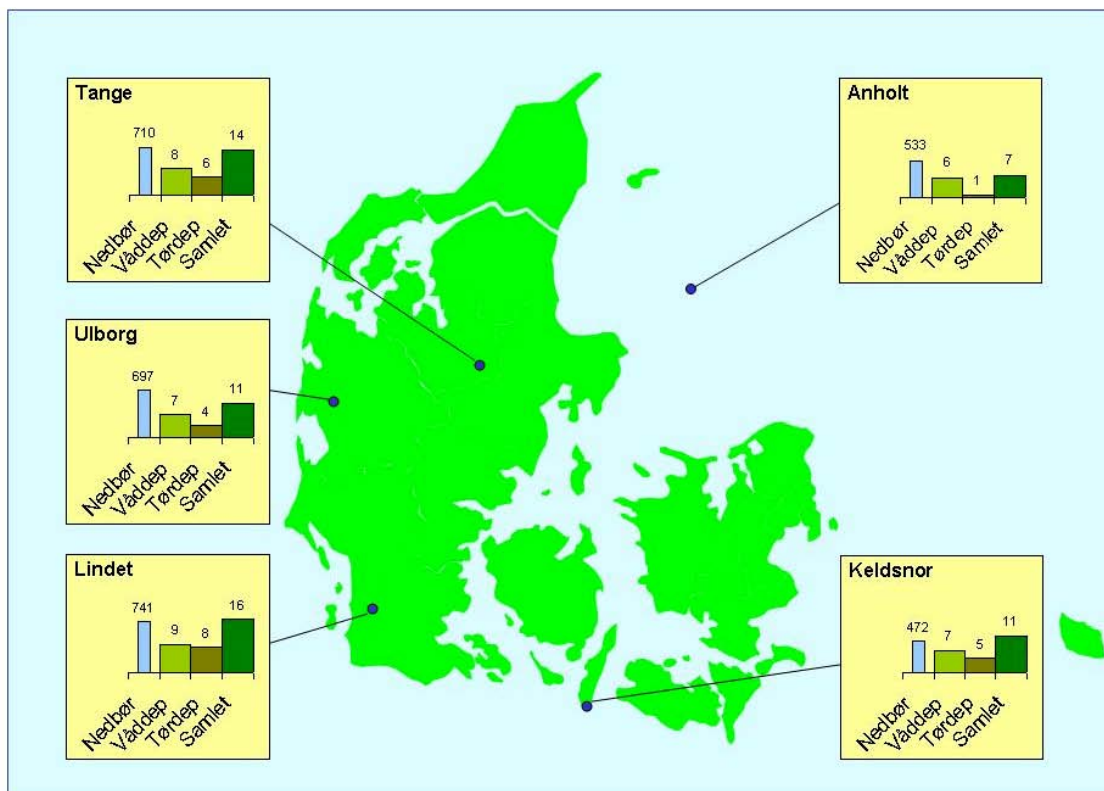 Tange
710 8 6 14
Nedbør Våddep Tørdep Samlet
Anholt
533 6 1 7
Nedbør Våddep Tørdep Samlet
Ulborg
697 7 4 11
Nedbør Våddep Tørdep Samlet
Lindet
741 9 8 16
Nedbør Våddep Tørdep Samlet
Keldsnor
472 7 5 11
Nedbør Våddep Tørdep Samlet